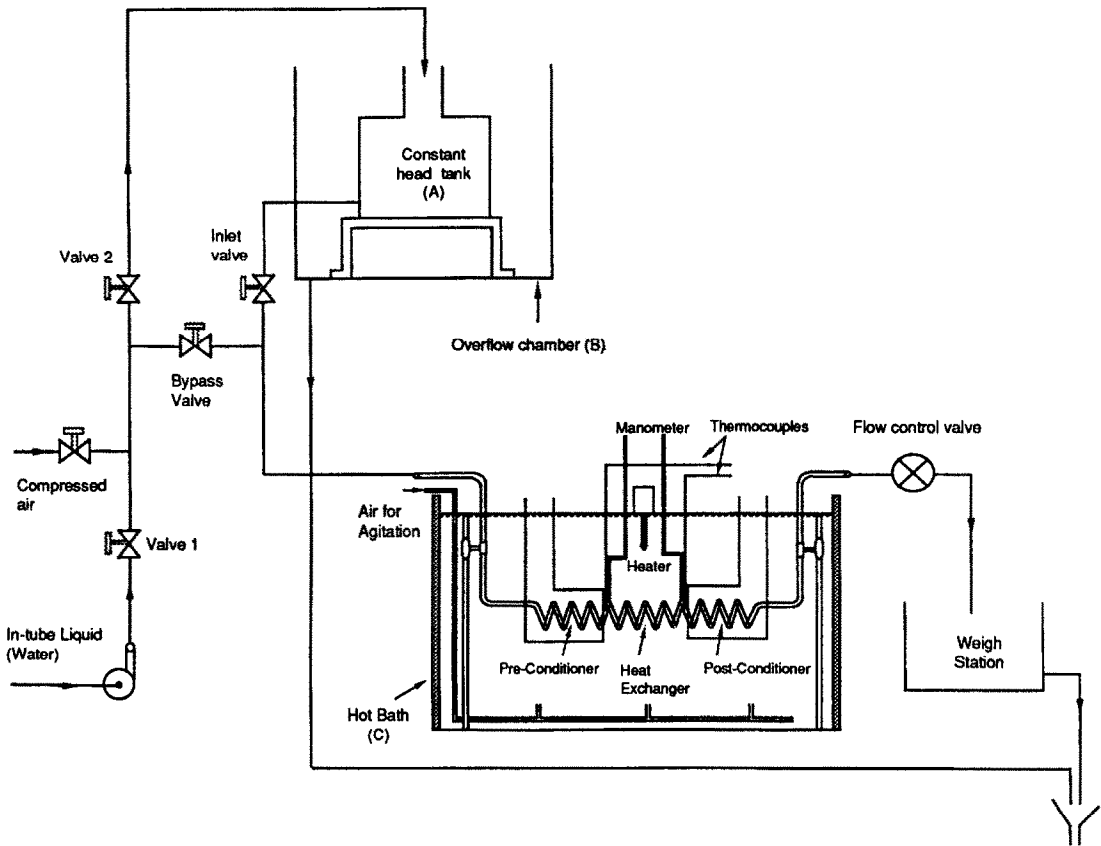 Constant
head tank
(A)
Inlet
valve
Valve 2
Overflow chamber (B)
Bypass
Valve
Manometer
Thermocouples
Flow control valve
Compressed
air
Air for
Agitation
Valve 1
Heater
In-tube Liquid
(Water)
Weigh
Station
Pre-Conditioner
Heat
Exchanger
Post-Conditioner
Hot Bath
(C)